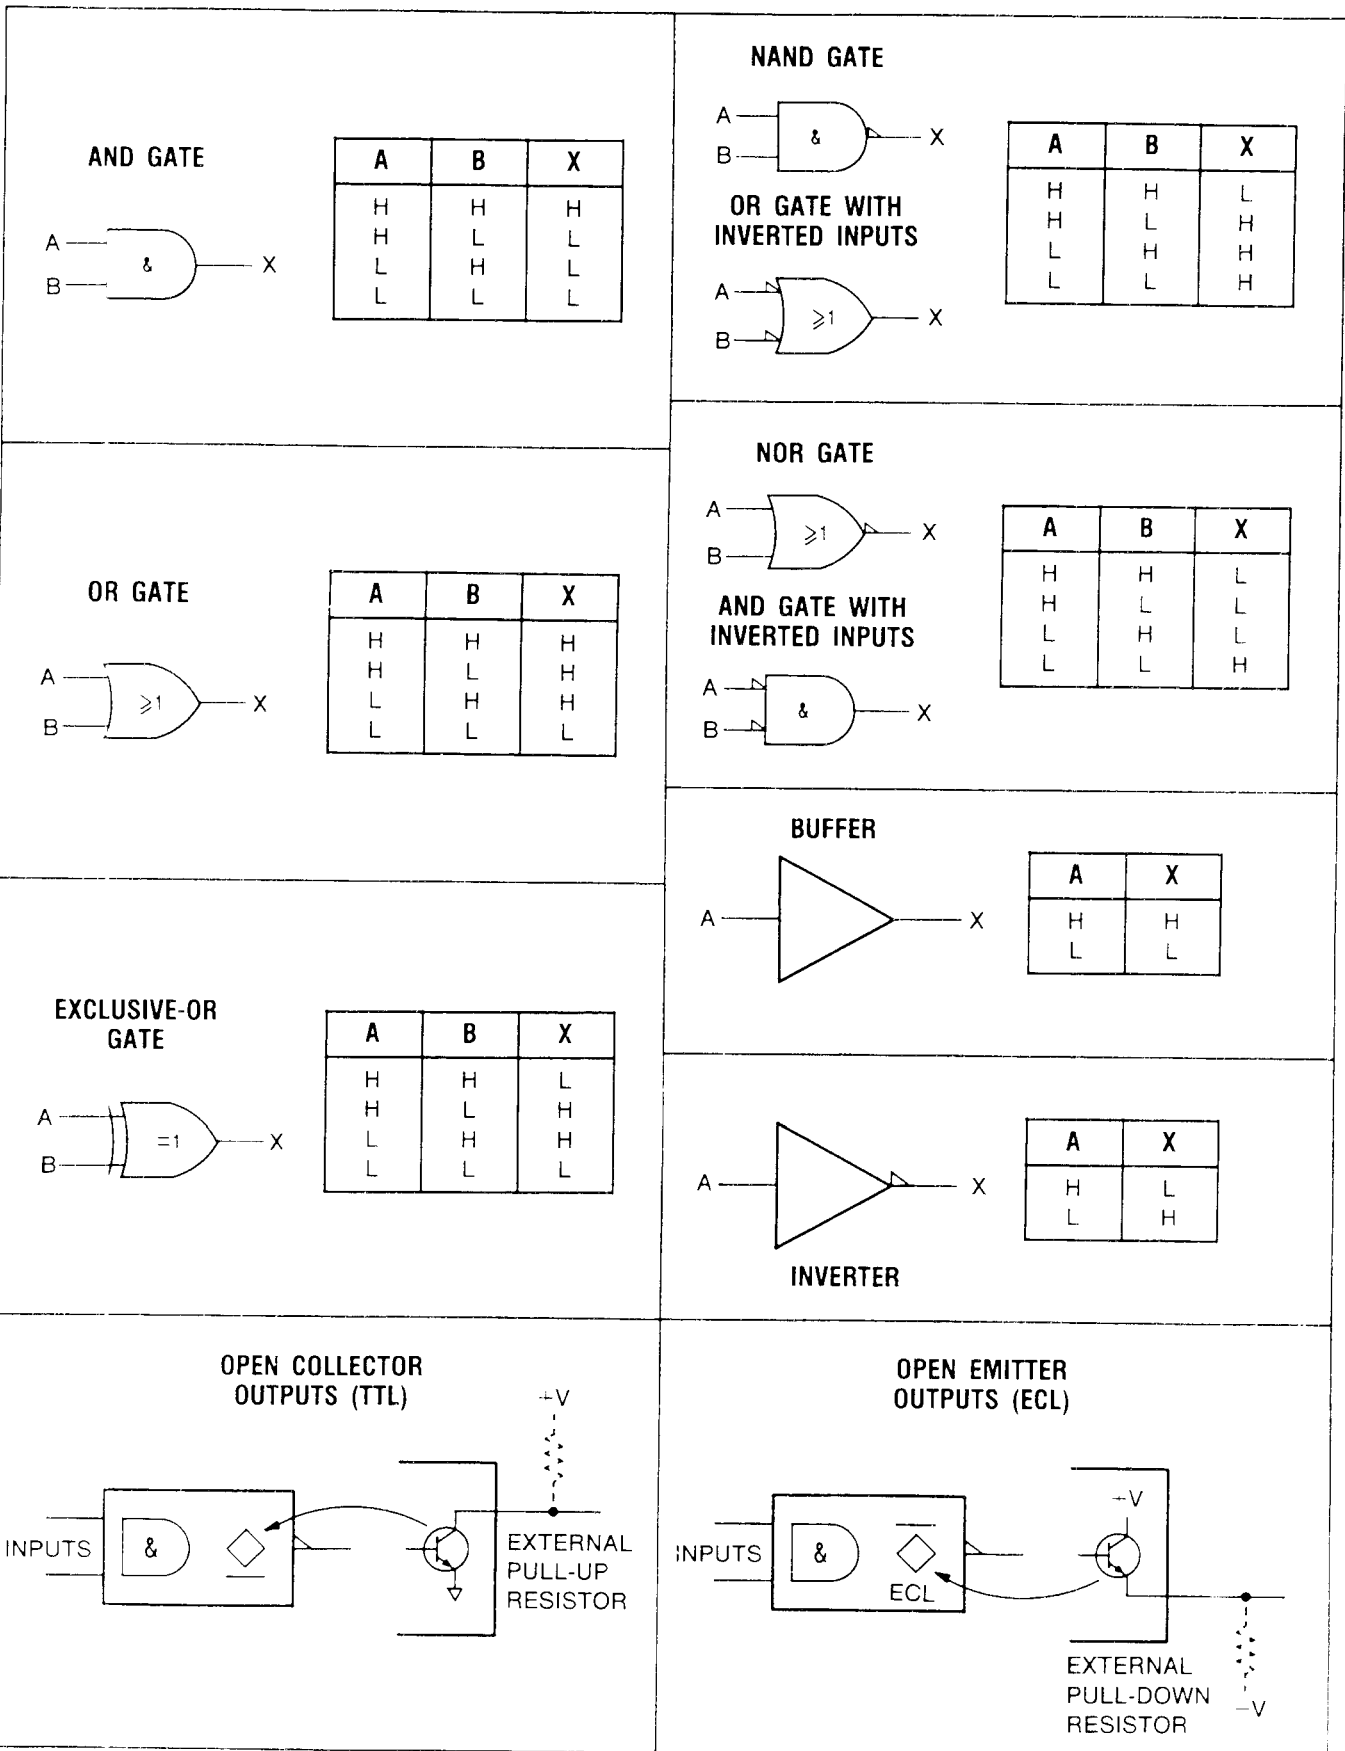 AND GATE
A
B
&
X
A B X
H H H
H L L
L H L
L L L
NAND GATE
A
B
&
X
OR GATE WITH
INVERTED INPUTS
A
B
⩾1
X
A B X
H H L
H L H
L H H
L L H
OR GATE
A
B
⩾1
X
A B X
H H H
H L H
L H H
L L L
NOR GATE
A
B
⩾1
X
AND GATE WITH
INVERTED INPUTS
A
B
&
X
A B X
H H L
H L L
L H L
L L H
EXCLUSIVE-OR
GATE
A
B
=1
X
A B X
H H L
H L H
L H H
L L L
BUFFER
A
X
A X
H H
L L
A
X
INVERTER
A X
H L
L H
OPEN COLLECTOR
OUTPUTS (TTL)
+V
INPUTS
&
EXTERNAL
PULL-UP
RESISTOR
OPEN EMITTER
OUTPUTS (ECL)
+V
INPUTS
&
ECL
EXTERNAL
PULL-DOWN
RESISTOR
–V